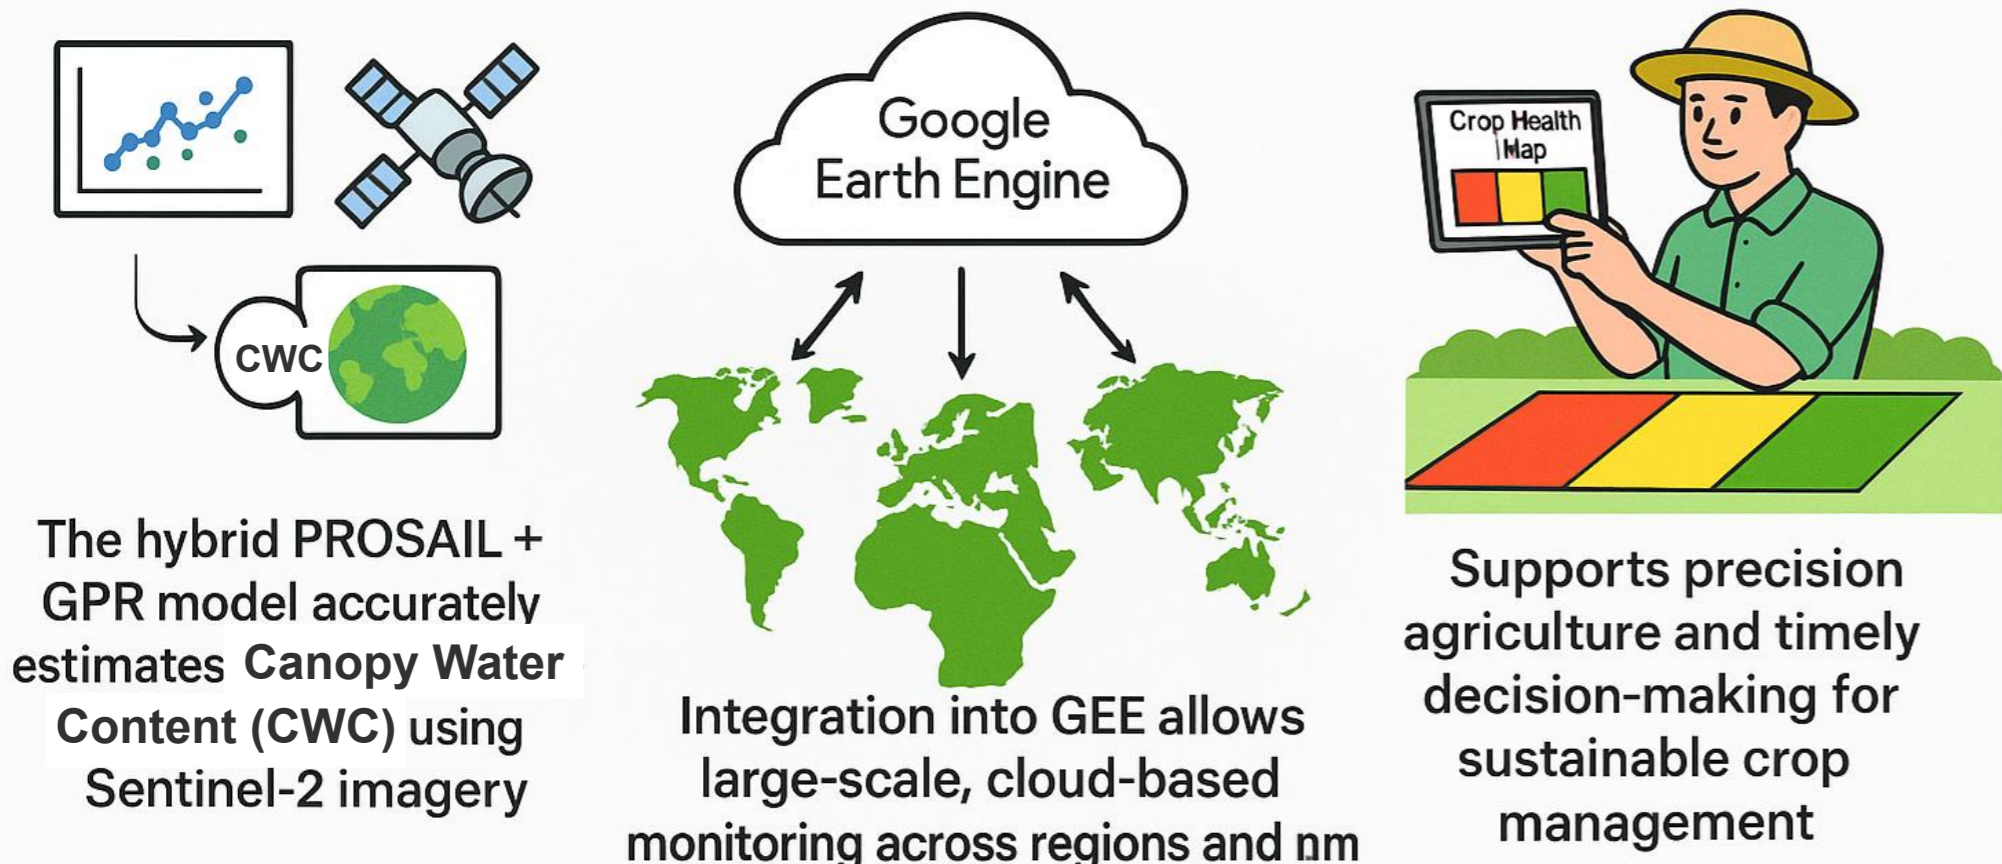 CWC
The hybrid PROSAIL +
GPR model accurately
estimates Canopy Water
Content (CWC) using
Sentinel-2 imagery
Google
Earth Engine
Integration into GEE allows
large-scale, cloud-based
monitoring across regions and nm
Crop Health
Map
Supports precision
agriculture and timely
decision-making for
sustainable crop
management